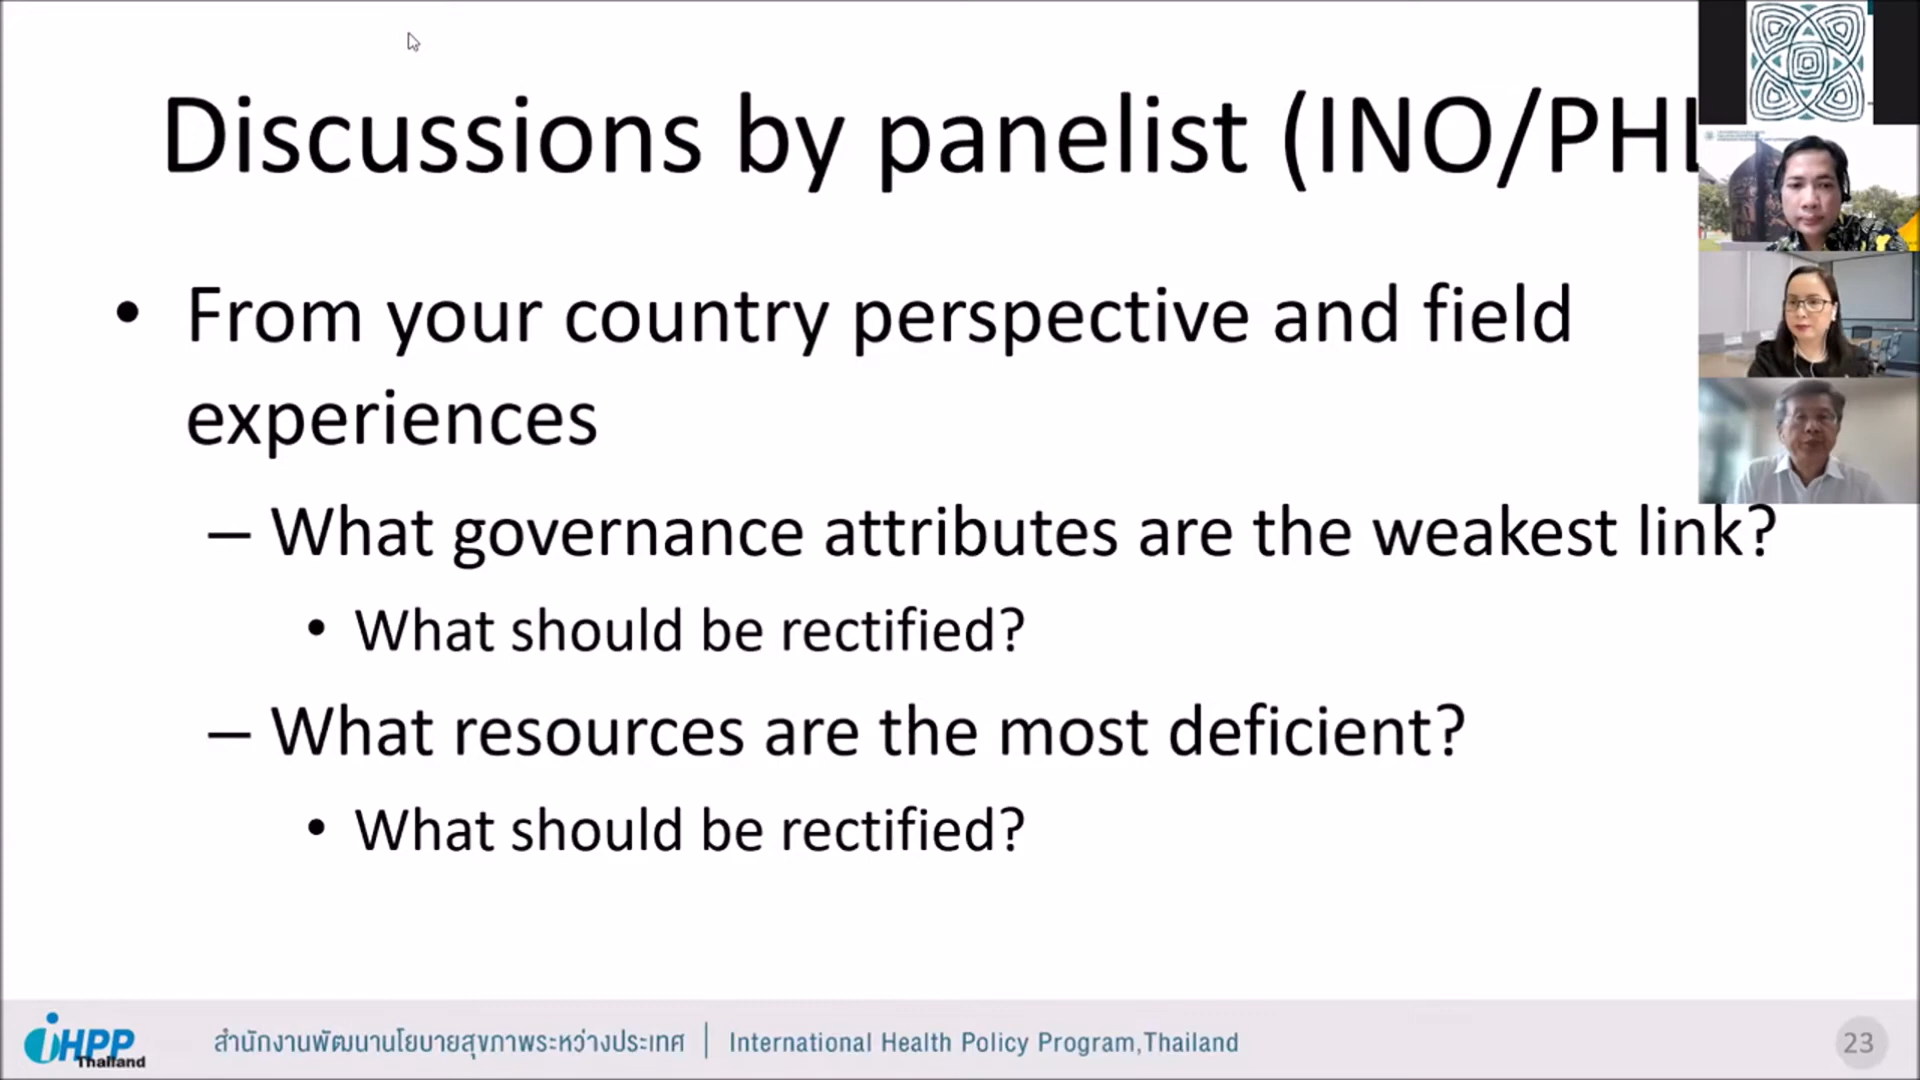 Discussions by panelist (INO/PHL
• From your country perspective and field
experiences
– What governance attributes are the weakest link?
• What should be rectified?
– What resources are the most deficient?
• What should be rectified?
iHPP
Thailand
สำนักงานพัฒนานโยบายสุขภาพระหว่างประเทศ | International Health Policy Program,Thailand
23